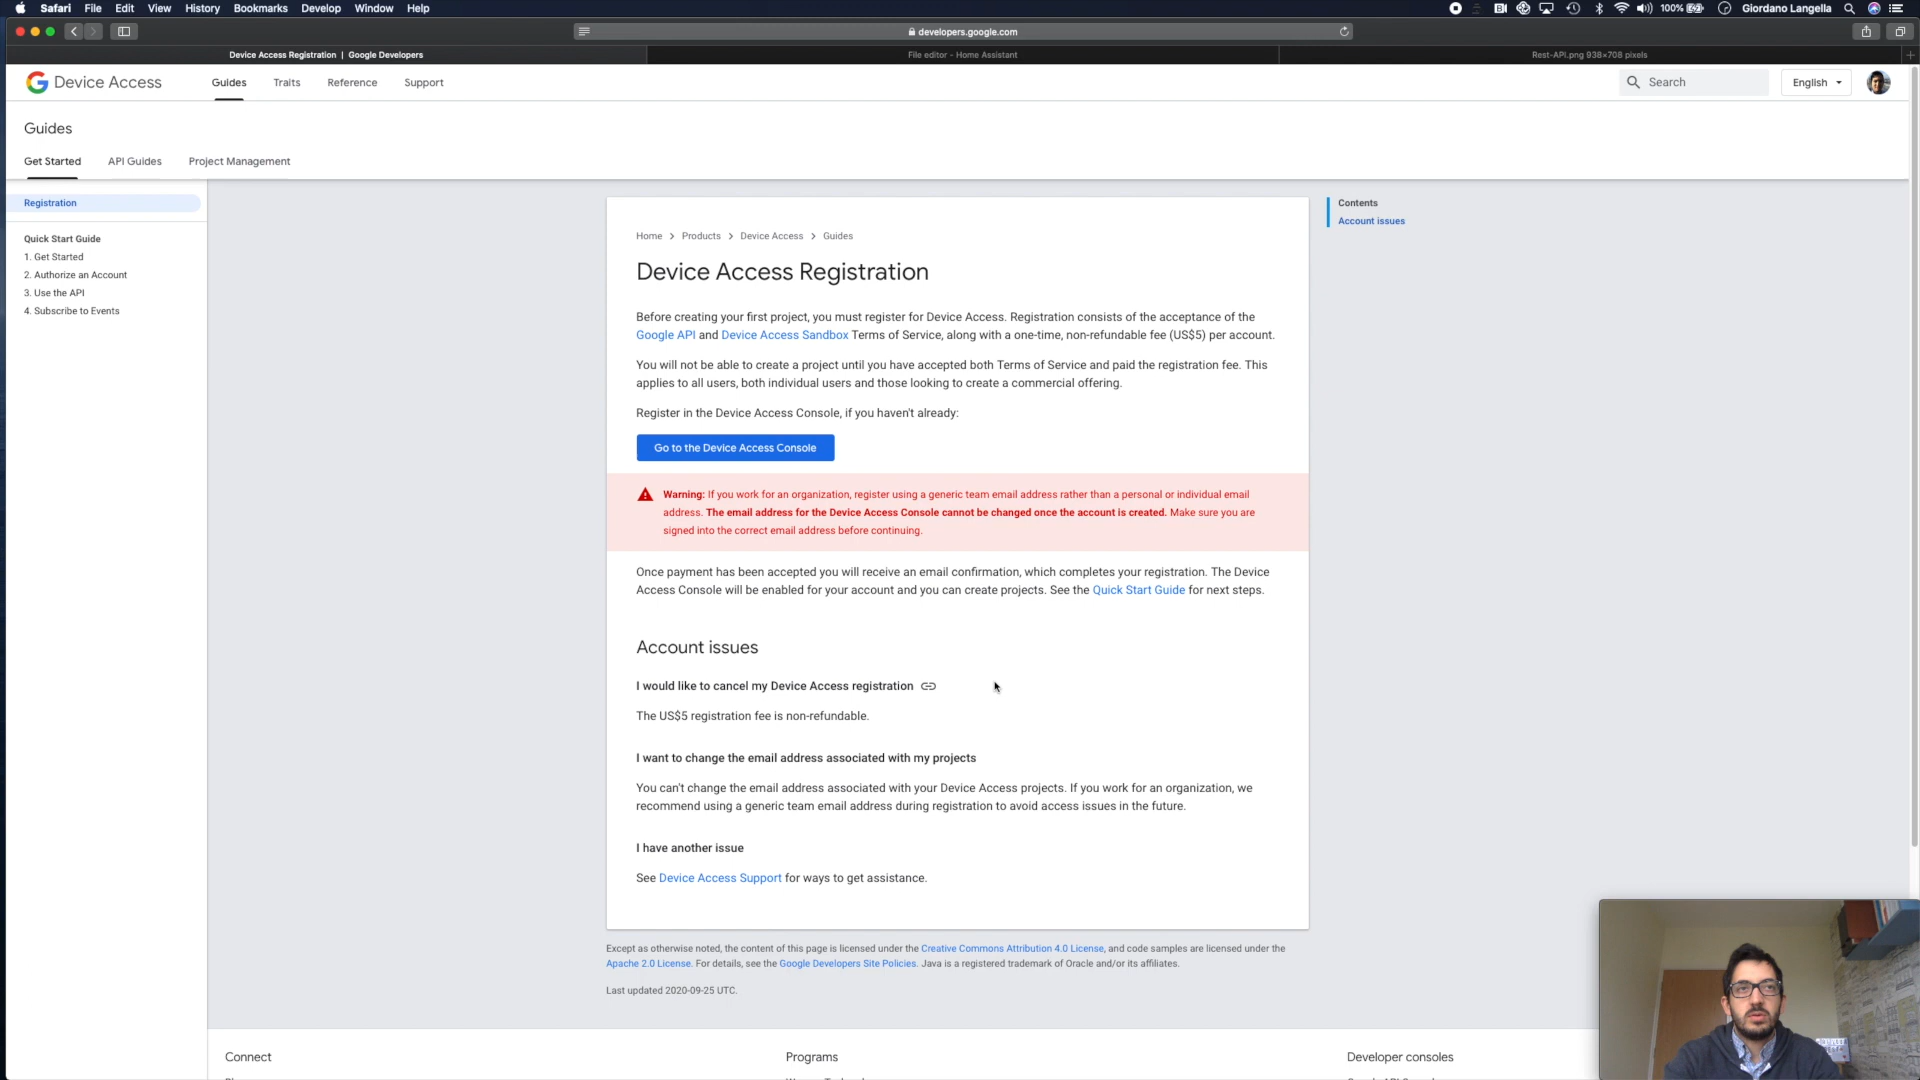 Safari File Edit View History Bookmarks Develop Window Help
100% Giordano Langella
developers.google.com
Device Access Registration | Google Developers
File editor - Home Assistant
Rest-API.png 938×708 pixels
Device Access Guides Traits Reference Support
Search
English
Guides
Get Started API Guides Project Management
Registration
Quick Start Guide
1. Get Started
2. Authorize an Account
3. Use the API
4. Subscribe to Events
Home > Products > Device Access > Guides
Device Access Registration
Before creating your first project, you must register for Device Access. Registration consists of the acceptance of the
Google API and Device Access Sandbox Terms of Service, along with a one-time, non-refundable fee (US$5) per account.
You will not be able to create a project until you have accepted both Terms of Service and paid the registration fee. This
applies to all users, both individual users and those looking to create a commercial offering.
Register in the Device Access Console, if you haven't already:
Go to the Device Access Console
Warning: If you work for an organization, register using a generic team email address rather than a personal or individual email
address. The email address for the Device Access Console cannot be changed once the account is created. Make sure you are
signed into the correct email address before continuing.
Once payment has been accepted you will receive an email confirmation, which completes your registration. The Device
Access Console will be enabled for your account and you can create projects. See the Quick Start Guide for next steps.
Account issues
I would like to cancel my Device Access registration
The US$5 registration fee is non-refundable.
I want to change the email address associated with my projects
You can't change the email address associated with your Device Access projects. If you work for an organization, we
recommend using a generic team email address during registration to avoid access issues in the future.
I have another issue
See Device Access Support for ways to get assistance.
Contents
Account issues
Except as otherwise noted, the content of this page is licensed under the Creative Commons Attribution 4.0 License, and code samples are licensed under the
Apache 2.0 License. For details, see the Google Developers Site Policies. Java is a registered trademark of Oracle and/or its affiliates.
Last updated 2020-09-25 UTC.
Connect
Programs
Developer consoles